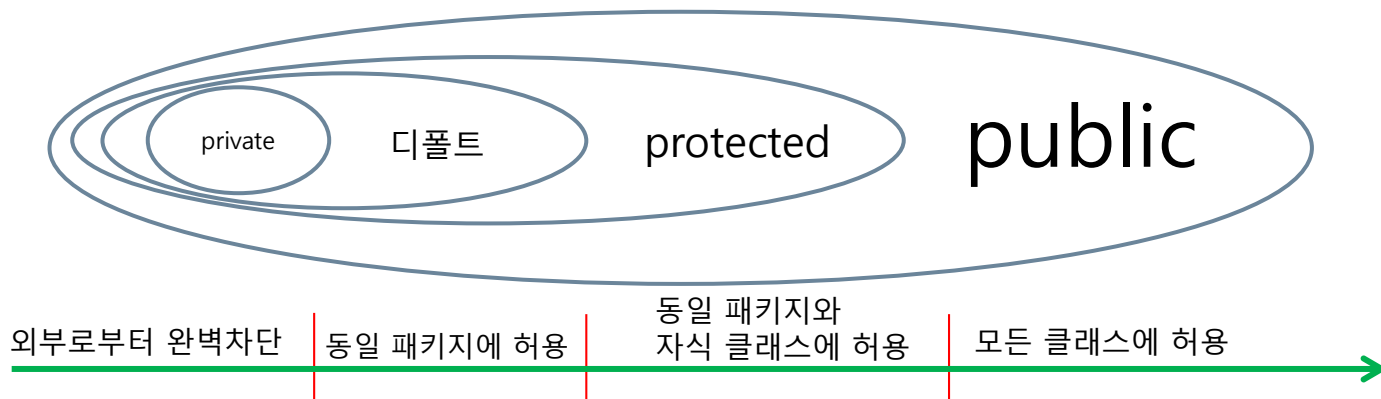 private
디폴트
protected
public
외부로부터 완벽차단
동일 패키지에 허용
동일 패키지와
자식 클래스에 허용
모든 클래스에 허용